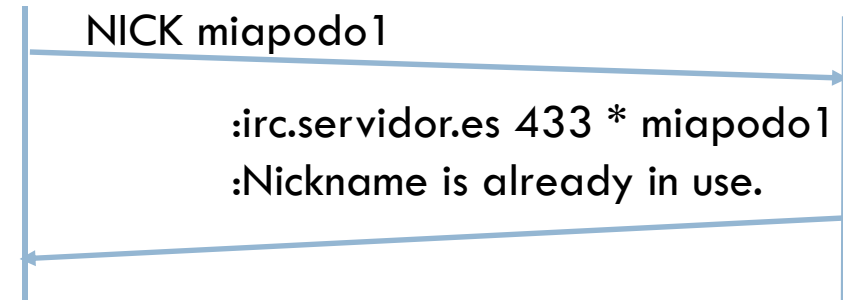 NICK miapodo1
:irc.servidor.es 433 * miapodo1
:Nickname is already in use.